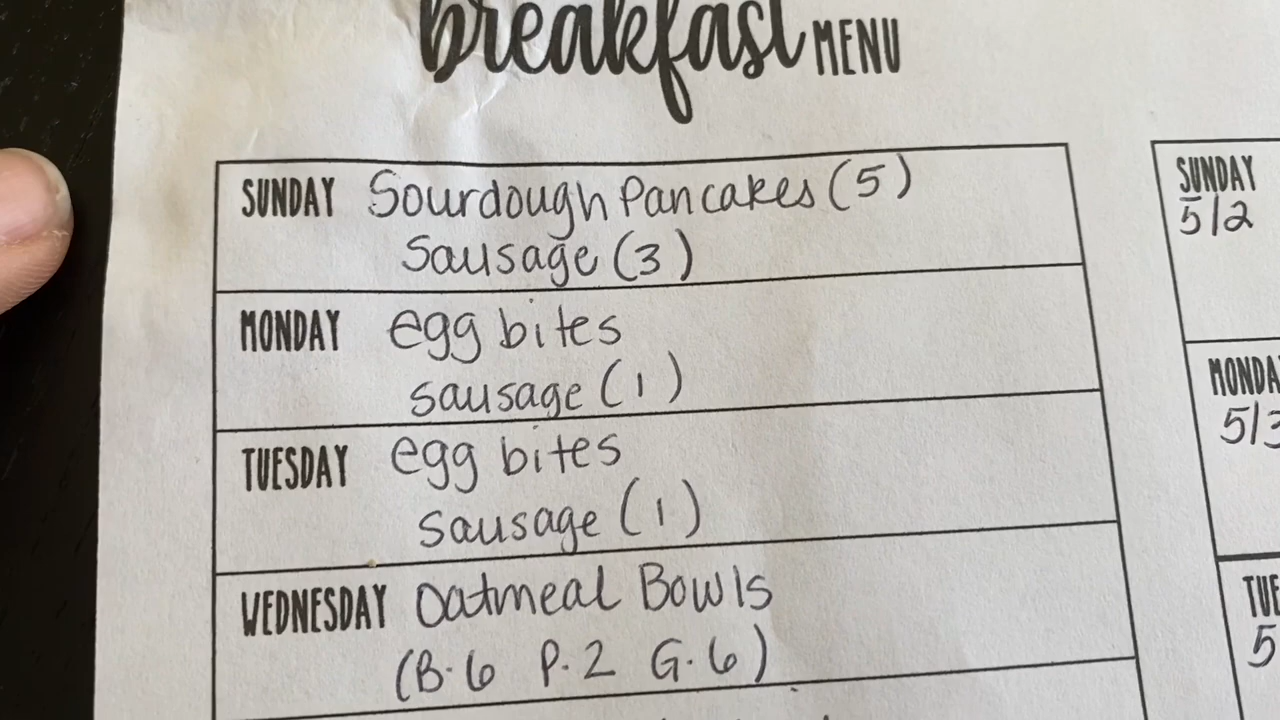 breakfast MENU
SUNDAY Sourdough Pancakes (5)
Sausage (3)
MONDAY egg bites
sausage (1)
TUESDAY egg bites
sausage (1)
WEDNESDAY Oatmeal Bowls
(B.6 P.2 G.6)
SUNDAY
5/2
MONDA
5/3
TUE
5